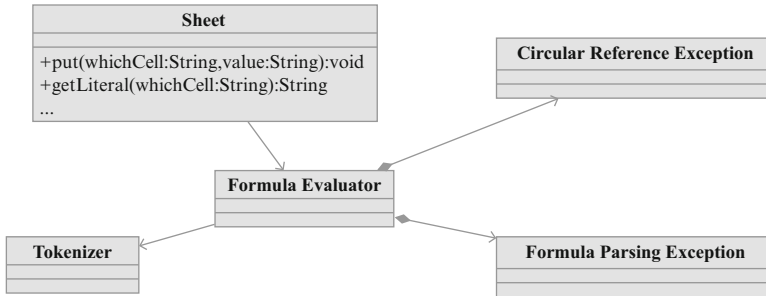 Sheet
+put(whichCell:String,value:String):void
+getLiteral(whichCell:String):String
...
Circular Reference Exception
Formula Evaluator
Tokenizer
Formula Parsing Exception